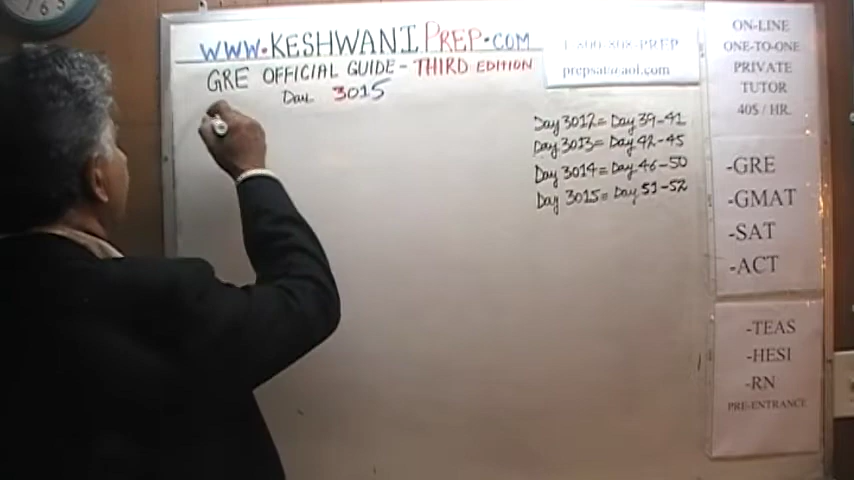 WWW.KESHWANIPREP.COM
GRE OFFICIAL GUIDE - THIRD EDITION
Day 3015
1-800-808-PREP
prepsat@aol.com
Day 3012 = Day 39-41
Day 3013 = Day 42-45
Day 3014 = Day 46-50
Day 3015 = Day 51-52
ON-LINE
ONE-TO-ONE
PRIVATE
TUTOR
40$ / HR.
-GRE
-GMAT
-SAT
-ACT
-TEAS
-HESI
-RN
PRE-ENTRANCE